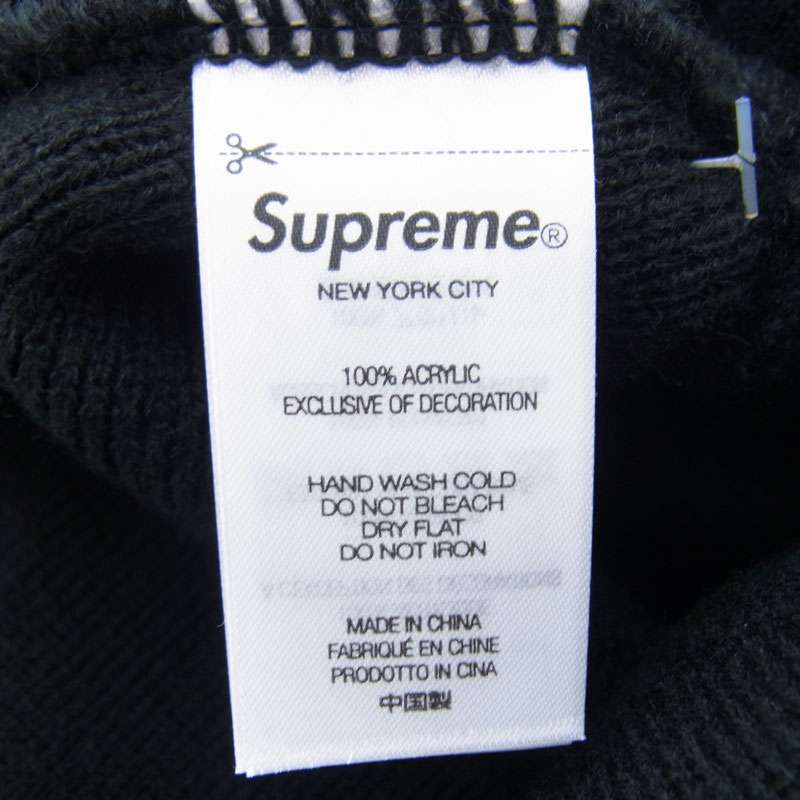 Supreme®
NEW YORK CITY
100% ACRYLIC
EXCLUSIVE OF DECORATION
HAND WASH COLD
DO NOT BLEACH
DRY FLAT
DO NOT IRON
MADE IN CHINA
FABRIQUÉ EN CHINE
PRODOTTO IN CINA
中国製